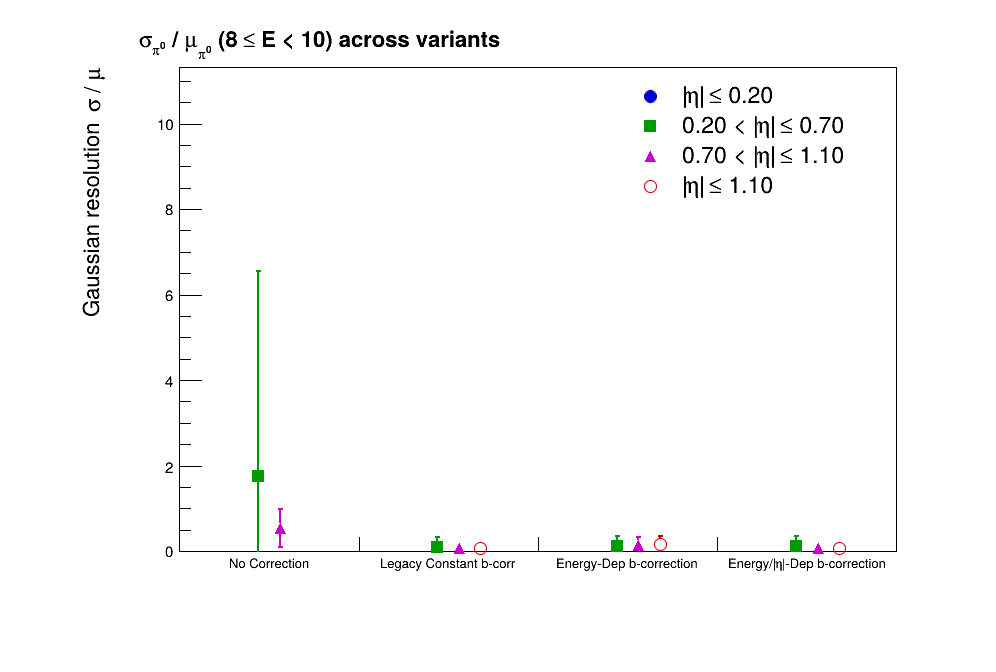 σπ⁰ / μπ⁰ (8 ≤ E < 10) across variants
Gaussian resolution σ / μ
|η| ≤ 0.20
0.20 < |η| ≤ 0.70
0.70 < |η| ≤ 1.10
|η| ≤ 1.10
10
8
6
4
2
0
No Correction
Legacy Constant b-corr
Energy-Dep b-correction
Energy/|η|-Dep b-correction